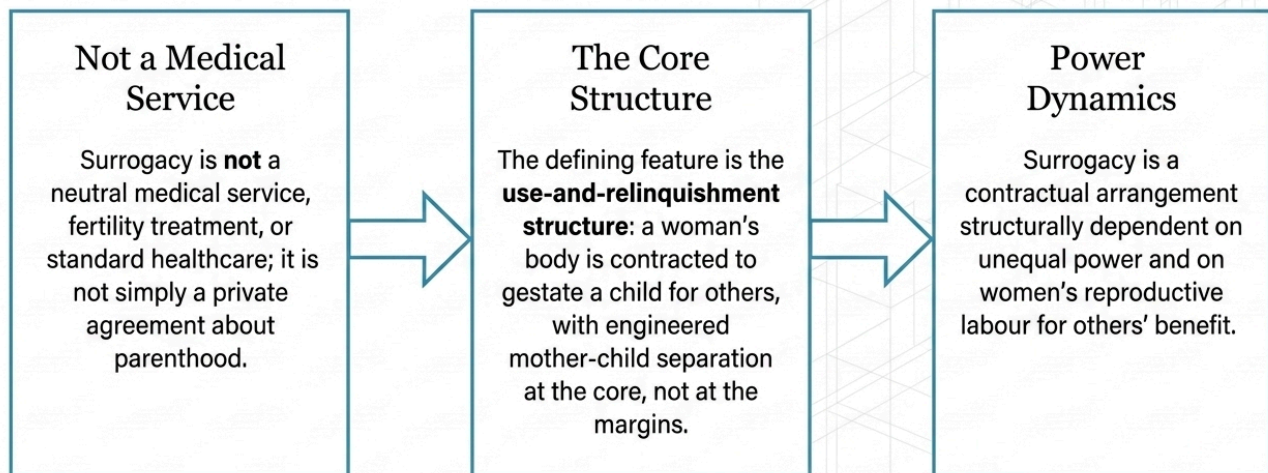 Not a Medical
Service
Surrogacy is not a
neutral medical service,
fertility treatment, or
standard healthcare; it is
not simply a private
agreement about
parenthood.
The Core
Structure
The defining feature is the
use-and-relinquishment
structure: a woman's
body is contracted to
gestate a child for others,
with engineered
mother-child separation
at the core, not at the
margins.
Power
Dynamics
Surrogacy is a
contractual arrangement
structurally dependent on
unequal power and on
women's reproductive
labour for others' benefit.